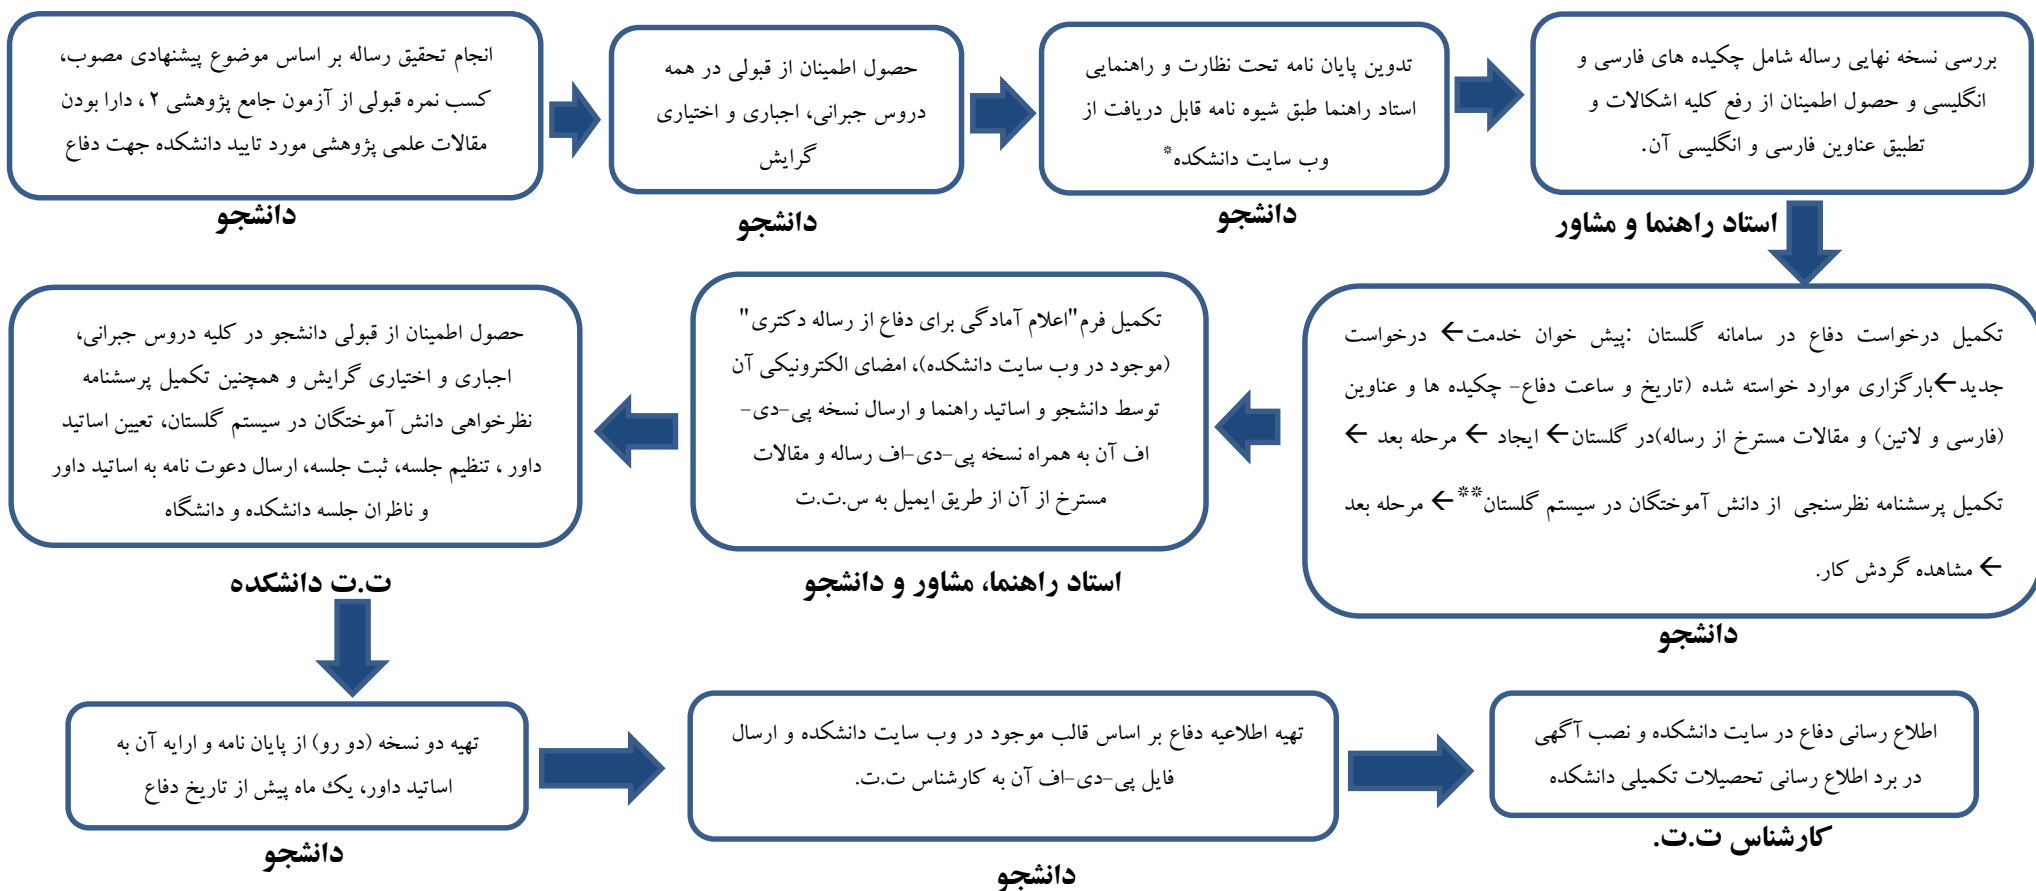 انجام تحقیق رساله بر اساس موضوع پیشنهادی مصوب،
کسب نمره قبولی از آزمون جامع پژوهشی ۲ ، دارا بودن
مقالات علمی پژوهشی مورد تایید دانشکده جهت دفاع
دانشجو
حصول اطمینان از قبولی در همه
دروس جبرانی، اجباری و اختیاری
گرایش
دانشجو
تدوین پایان نامه تحت نظارت و راهنمایی
استاد راهنما طبق شیوه نامه قابل دریافت از
وب سایت دانشکده*
دانشجو
بررسی نسخه نهایی رساله شامل چکیده های فارسی و
انگلیسی و حصول اطمینان از رفع کلیه اشکالات و
تطبیق عناوین فارسی و انگلیسی آن.
استاد راهنما و مشاور
تکمیل درخواست دفاع در سامانه گلستان :پیش خوان خدمت← درخواست
جدید←بارگزاری موارد خواسته شده (تاریخ و ساعت دفاع- چکیده ها و عناوین
(فارسی و لاتین) و مقالات مسترخ از رساله)در گلستان← ایجاد ← مرحله بعد ←
تکمیل پرسشنامه نظرسنجی از دانش آموختگان در سیستم گلستان**← مرحله بعد
← مشاهده گردش کار.
دانشجو
تکمیل فرم"اعلام آمادگی برای دفاع از رساله دکتری"
(موجود در وب سایت دانشکده)، امضای الکترونیکی آن
توسط دانشجو و اساتید راهنما و ارسال نسخه پی-دی-
اف آن به همراه نسخه پی-دی-اف رساله و مقالات
مسترخ از آن از طریق ایمیل به س.ت.ت
استاد راهنما، مشاور و دانشجو
حصول اطمینان از قبولی دانشجو در کلیه دروس جبرانی،
اجباری و اختیاری گرایش و همچنین تکمیل پرسشنامه
نظرخواهی دانش آموختگان در سیستم گلستان، تعیین اساتید
داور ، تنظیم جلسه، ثبت جلسه، ارسال دعوت نامه به اساتید داور
و ناظران جلسه دانشکده و دانشگاه
ت.ت دانشکده
تهیه دو نسخه (دو رو) از پایان نامه و ارایه آن به
اساتید داور، یک ماه پیش از تاریخ دفاع
دانشجو
تهیه اطلاعیه دفاع بر اساس قالب موجود در وب سایت دانشکده و ارسال
فایل پی-دی-اف آن به کارشناس ت.ت.
دانشجو
اطلاع رسانی دفاع در سایت دانشکده و نصب آگهی
در برد اطلاع رسانی تحصیلات تکمیلی دانشکده
کارشناس ت.ت.